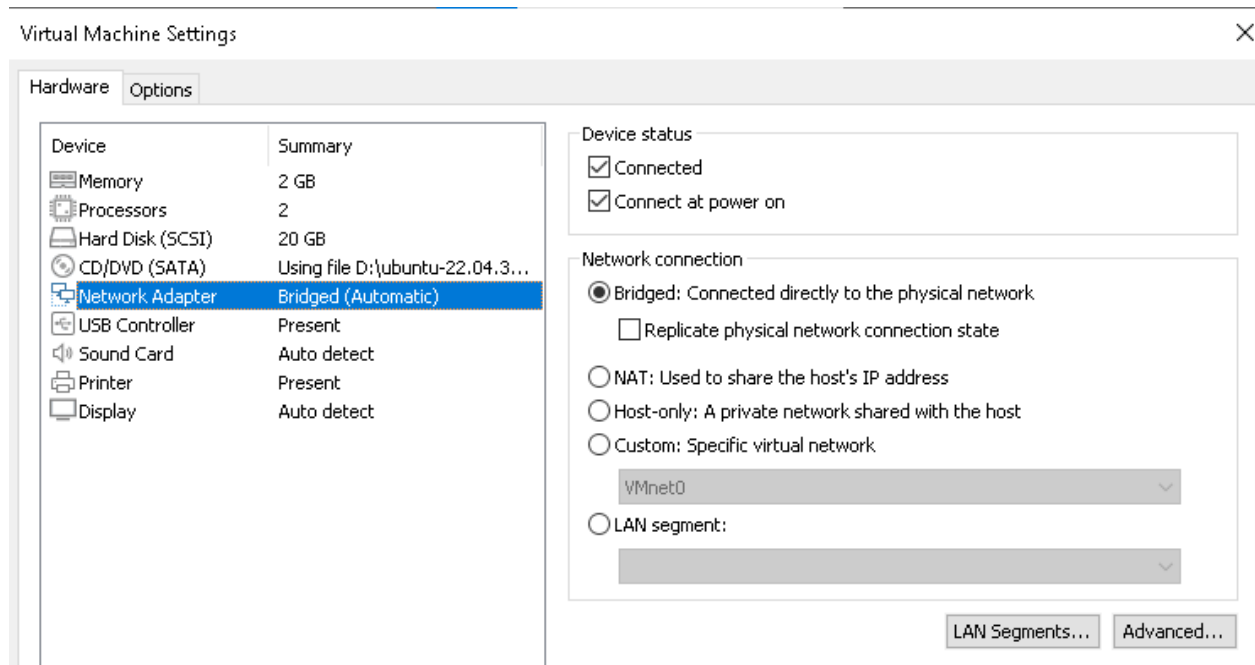 Virtual Machine Settings
Hardware
Options
Device Summary
Memory 2 GB
Processors 2
Hard Disk (SCSI) 20 GB
CD/DVD (SATA) Using file D:\ubuntu-22.04.3...
Network Adapter Bridged (Automatic)
USB Controller Present
Sound Card Auto detect
Printer Present
Display Auto detect
Device status
Connected
Connect at power on
Network connection
Bridged: Connected directly to the physical network
Replicate physical network connection state
NAT: Used to share the host's IP address
Host-only: A private network shared with the host
Custom: Specific virtual network
VMnet0
LAN segment:
LAN Segments...
Advanced...